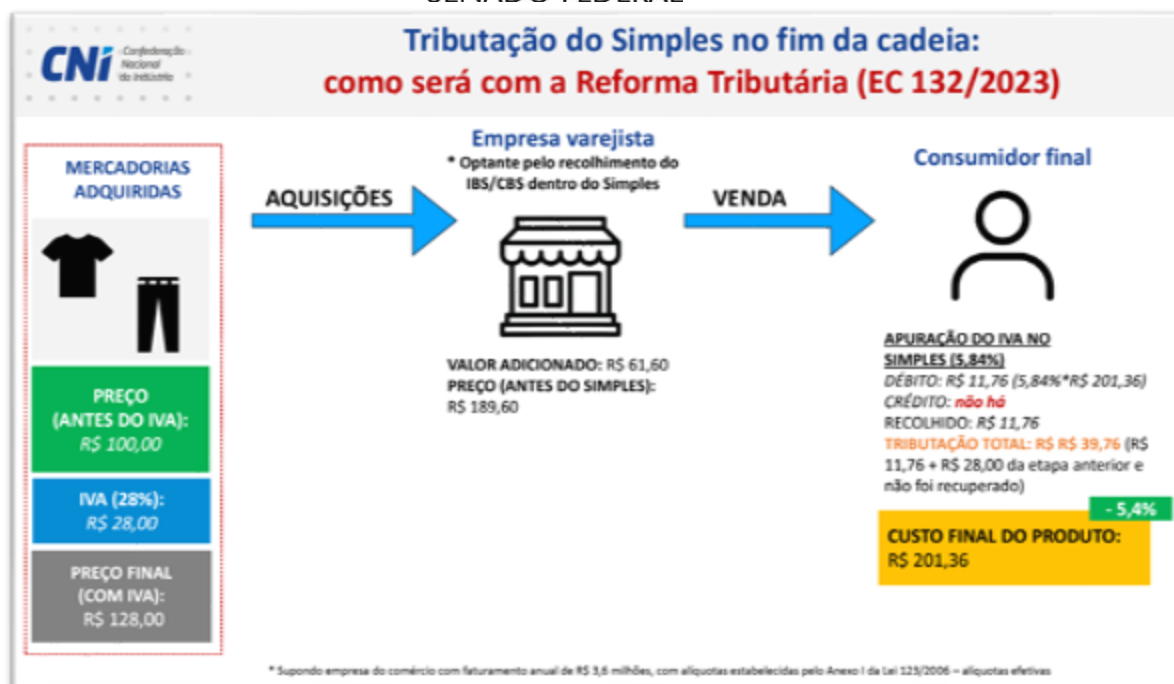 SENADO FEDERAL
CNi Confederação
Nacional
da Indústria
Tributação do Simples no fim da cadeia:
como será com a Reforma Tributária (EC 132/2023)
MERCADORIAS
ADQUIRIDAS
PREÇO
(ANTES DO IVA):
R$ 100,00
IVA (28%):
R$ 28,00
PREÇO FINAL
(COM IVA):
R$ 128,00
AQUISIÇÕES
Empresa varejista
* Optante pelo recolhimento do
IBS/CBS dentro do Simples
VALOR ADICIONADO: R$ 61,60
PREÇO (ANTES DO SIMPLES):
R$ 189,60
VENDA
Consumidor final
APURAÇÃO DO IVA NO
SIMPLES (5,84%)
DÉBITO: R$ 11,76 (5,84%*R$ 201,36)
CRÉDITO: não há
RECOLHIDO: R$ 11,76
TRIBUTAÇÃO TOTAL: R$ R$ 39,76 (R$
11,76 + R$ 28,00 da etapa anterior e
não foi recuperado)
- 5,4%
CUSTO FINAL DO PRODUTO:
R$ 201,36
* Supondo empresa do comércio com faturamento anual de R$ 3,6 milhões, com alíquotas estabelecidas pelo Anexo I da Lei 123/2006 – alíquotas efetivas